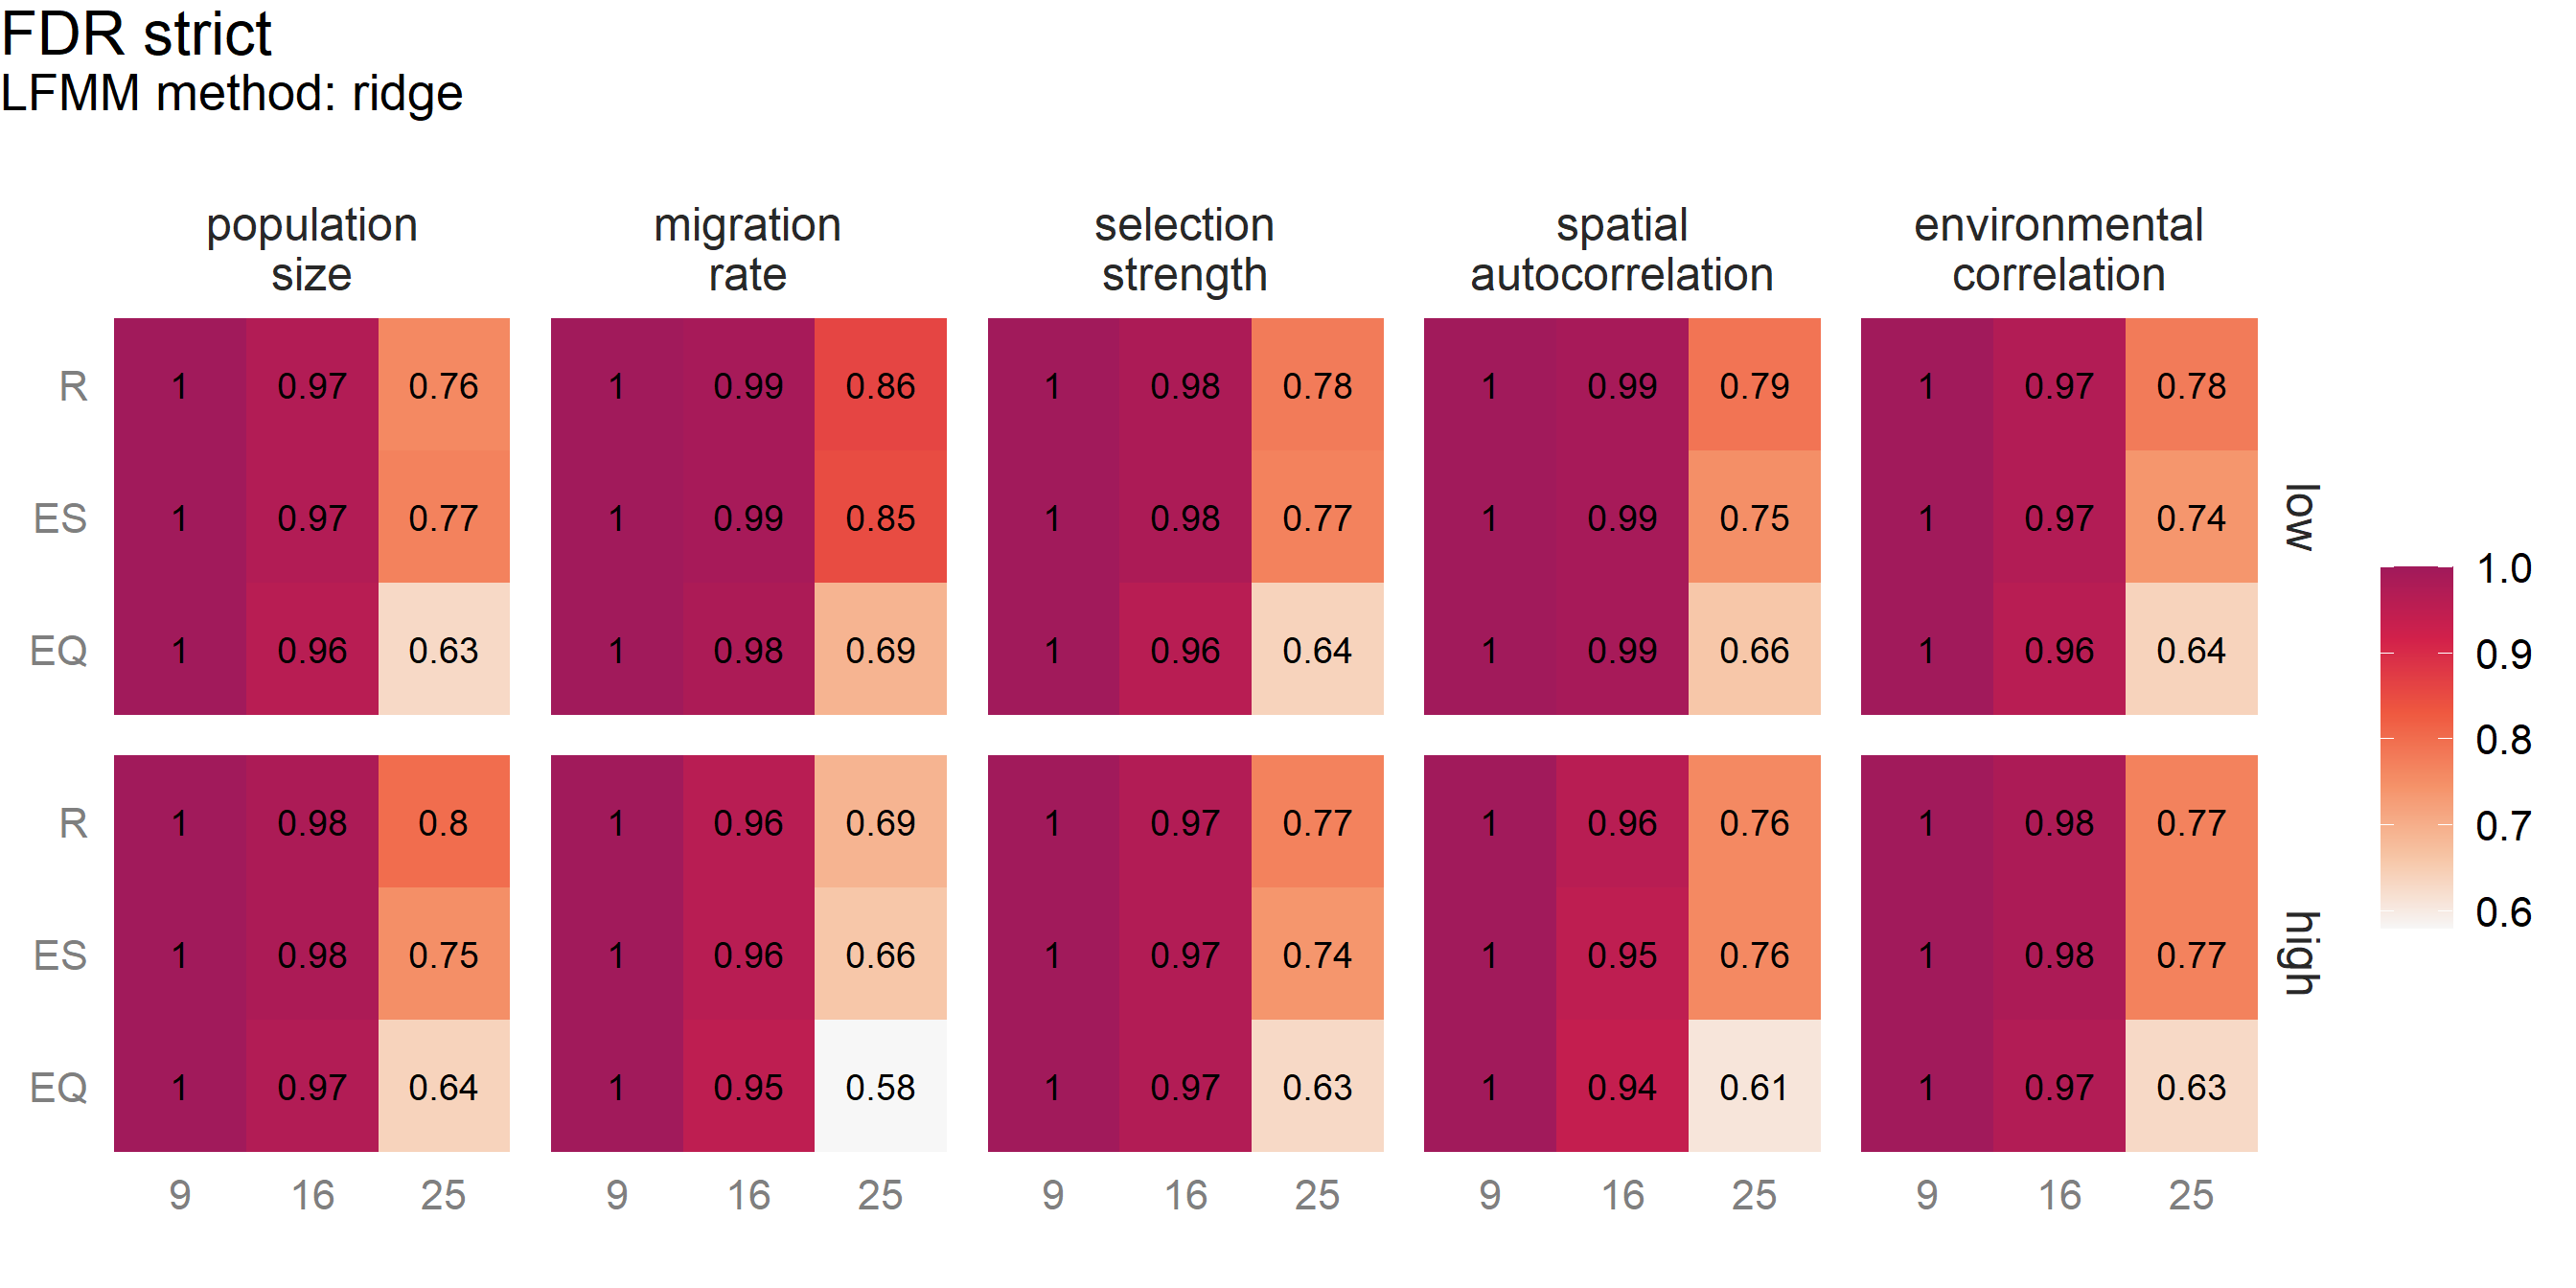 FDR strict
LFMM method: ridge
population size
migration rate
selection strength
spatial autocorrelation
environmental correlation
R 1 0.97 0.76 1 0.99 0.86 1 0.98 0.78 1 0.99 0.79 1 0.97 0.78
ES 1 0.97 0.77 1 0.99 0.85 1 0.98 0.77 1 0.99 0.75 1 0.97 0.74
EQ 1 0.96 0.63 1 0.98 0.69 1 0.96 0.64 1 0.99 0.66 1 0.96 0.64
low
R 1 0.98 0.8 1 0.96 0.69 1 0.97 0.77 1 0.96 0.76 1 0.98 0.77
ES 1 0.98 0.75 1 0.96 0.66 1 0.97 0.74 1 0.95 0.76 1 0.98 0.77
EQ 1 0.97 0.64 1 0.95 0.58 1 0.97 0.63 1 0.94 0.61 1 0.97 0.63
high
9 16 25 9 16 25 9 16 25 9 16 25 9 16 25
1.0
0.9
0.8
0.7
0.6